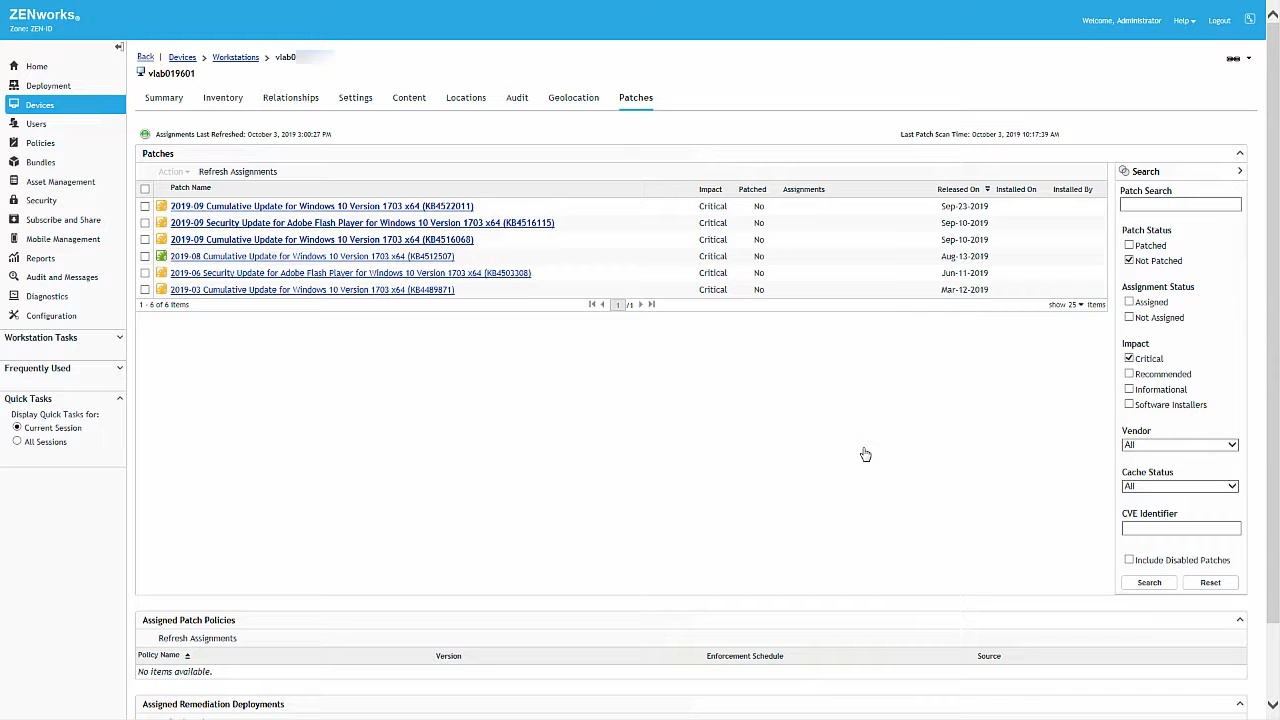 ZENworks®
Zone: ZEN-ID
Welcome, Administrator Help Logout
Home
Deployment
Devices
Users
Policies
Bundles
Asset Management
Security
Subscribe and Share
Mobile Management
Reports
Audit and Messages
Diagnostics
Configuration
Workstation Tasks
Frequently Used
Quick Tasks
Display Quick Tasks for:
Current Session
All Sessions
Back | Devices > Workstations > vlab0
vlab019601
Summary Inventory Relationships Settings Content Locations Audit Geolocation Patches
Assignments Last Refreshed: October 3, 2019 3:00:27 PM Last Patch Scan Time: October 3, 2019 10:17:39 AM
Patches
Action Refresh Assignments
Patch Name Impact Patched Assignments Released On Installed On Installed By
2019-09 Cumulative Update for Windows 10 Version 1703 x64 (KB4522011) Critical No Sep-23-2019
2019-09 Security Update for Adobe Flash Player for Windows 10 Version 1703 x64 (KB4516115) Critical No Sep-10-2019
2019-09 Cumulative Update for Windows 10 Version 1703 x64 (KB4516068) Critical No Sep-10-2019
2019-08 Cumulative Update for Windows 10 Version 1703 x64 (KB4512507) Critical No Aug-13-2019
2019-06 Security Update for Adobe Flash Player for Windows 10 Version 1703 x64 (KB4503308) Critical No Jun-11-2019
2019-03 Cumulative Update for Windows 10 Version 1703 x64 (KB4489871) Critical No Mar-12-2019
1 - 6 of 6 items 1 /1 show 25 items
Search
Patch Search
Patch Status
Patched
Not Patched
Assignment Status
Assigned
Not Assigned
Impact
Critical
Recommended
Informational
Software Installers
Vendor
All
Cache Status
All
CVE Identifier
Include Disabled Patches
Search Reset
Assigned Patch Policies
Refresh Assignments
Policy Name Version Enforcement Schedule Source
No items available.
Assigned Remediation Deployments